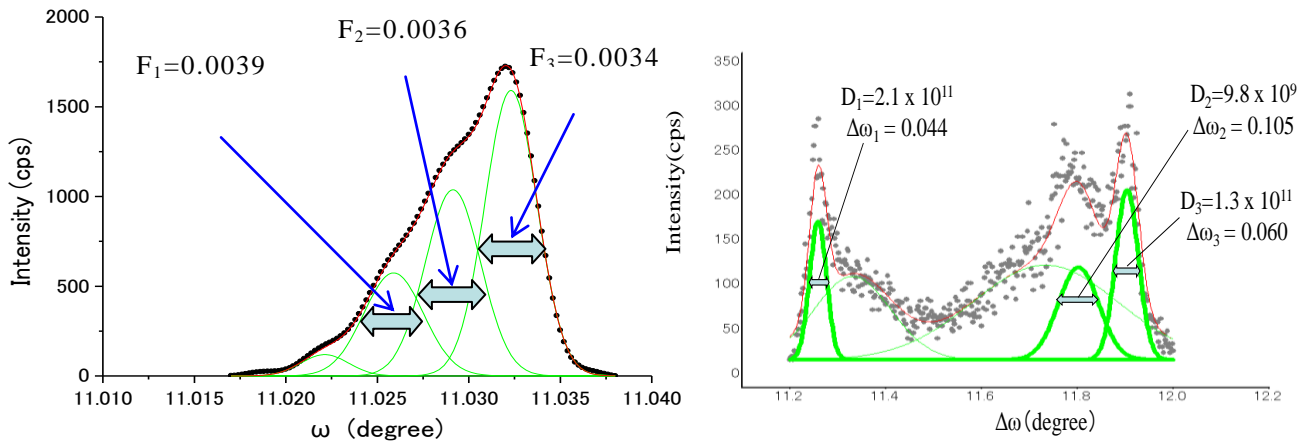 2000
1500
1000
500
0
Intensity (cps)
F₁=0.0039
F₂=0.0036
F₃=0.0034
11.010 11.020 11.025 11.030 11.035 11.040
ω (degree)
350
300
250
200
150
100
50
0
Intensity(cps)
D₁=2.1 x 10¹¹
Δω₁ = 0.044
D₂=9.8 x 10⁹
Δω₂ = 0.105
D₃=1.3 x 10¹¹
Δω₃ = 0.060
11.2 11.4 11.6 11.8 12.0 12.2
Δω(degree)